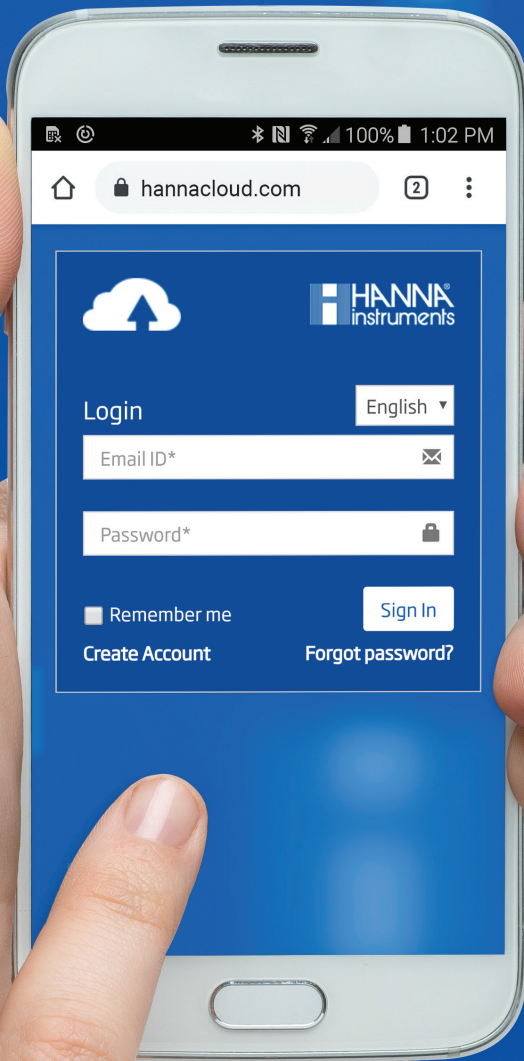 100% 1:02 PM
hannacloud.com 2
HANNA®
instruments
Login
English
Email ID*
Password*
Remember me
Sign In
Create Account
Forgot password?